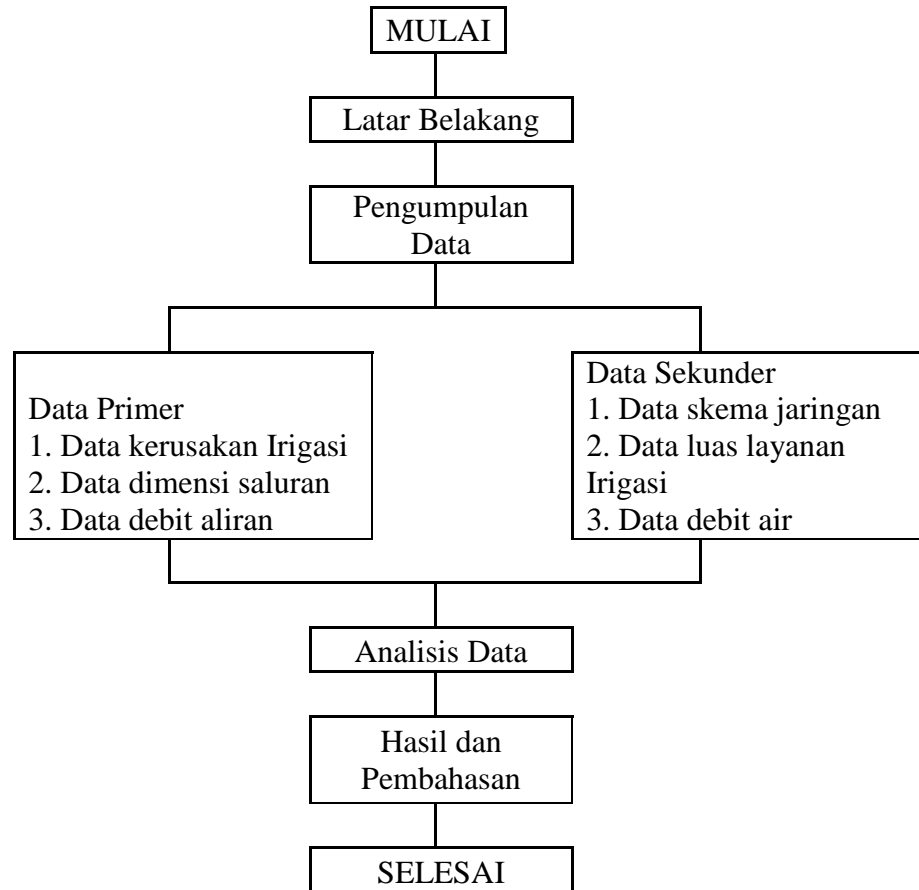 MULAI
Latar Belakang
Pengumpulan
Data
Data Primer
1. Data kerusakan Irigasi
2. Data dimensi saluran
3. Data debit aliran
Data Sekunder
1. Data skema jaringan
2. Data luas layanan
Irigasi
3. Data debit air
Analisis Data
Hasil dan
Pembahasan
SELESAI